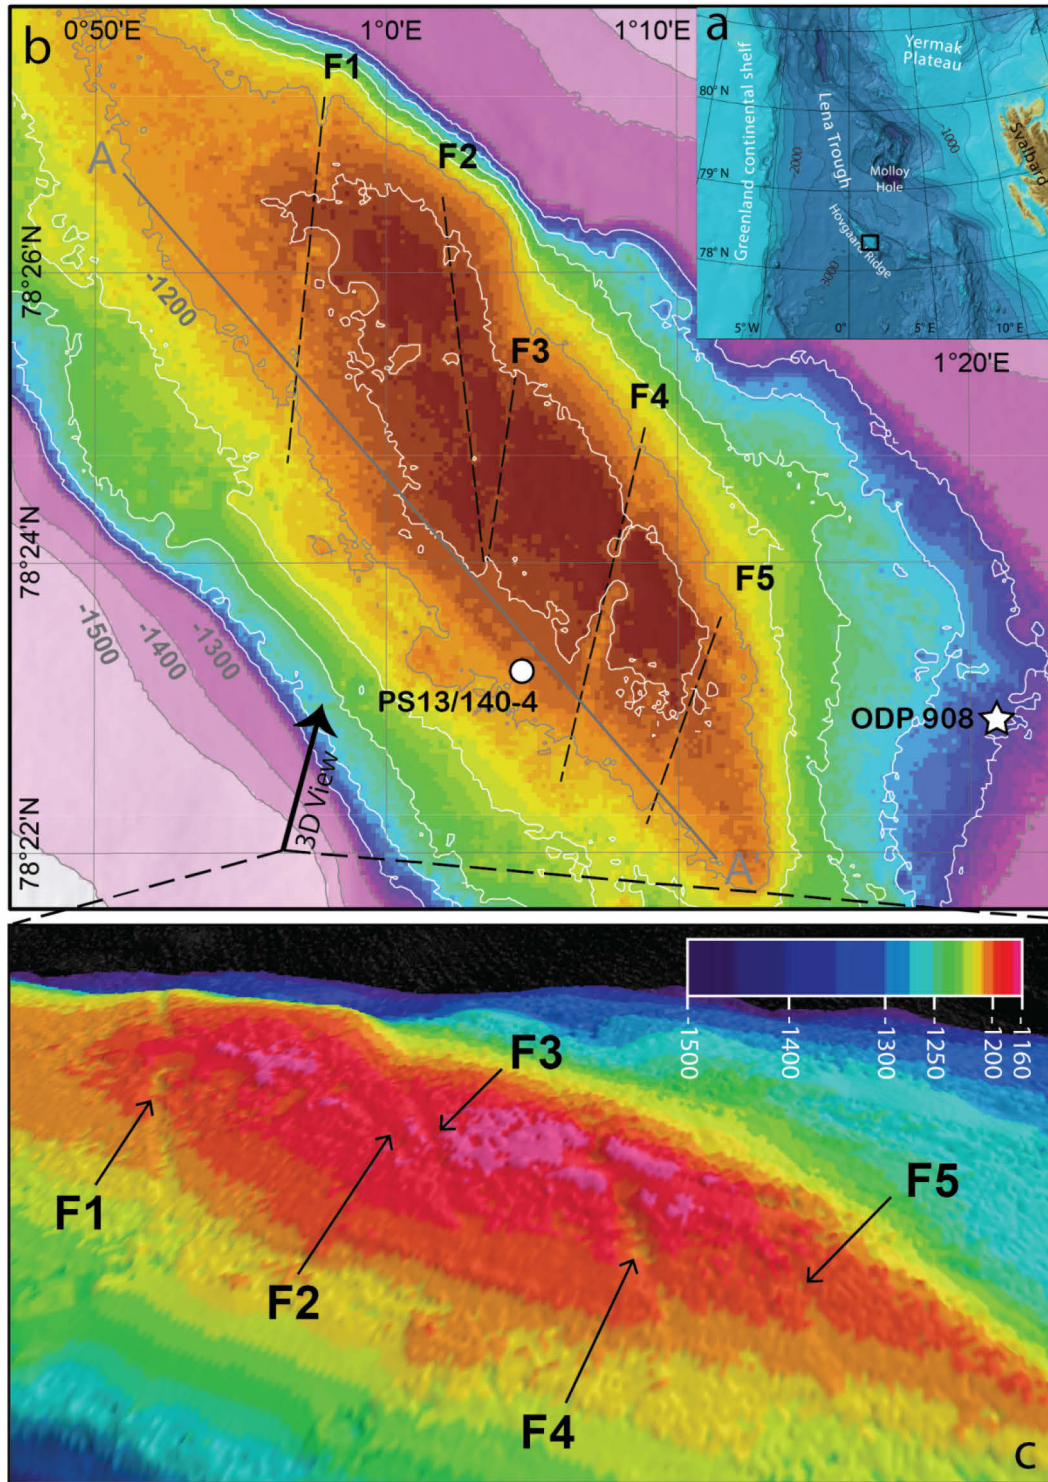 b
0°50'E
1°0'E
1°10'E
1°20'E
78°26'N
78°24'N
78°22'N
F1
F2
F3
F4
F5
A
A'
-1200
-1500
-1400
-1300
PS13/140-4
ODP 908
3D View
a
Greenland continental shelf
Lena Trough
Yermak
Plateau
Molloy
Hole
Hovgaard Ridge
Svalbard
80° N
79° N
78° N
2000
1000
3000
5° W
0°
5° E
10° E
F1
F2
F3
F4
F5
-1500
-1400
-1300
-1250
-1200
-1160
c